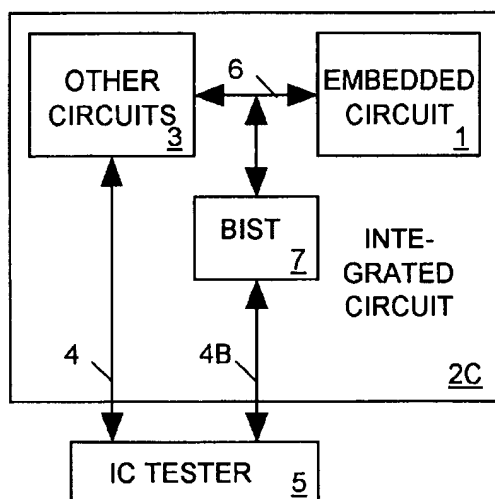 OTHER
CIRCUITS
3
6
EMBEDDED
CIRCUIT
1
BIST
7
INTE-
GRATED
CIRCUIT
4
4B
2C
IC TESTER
5